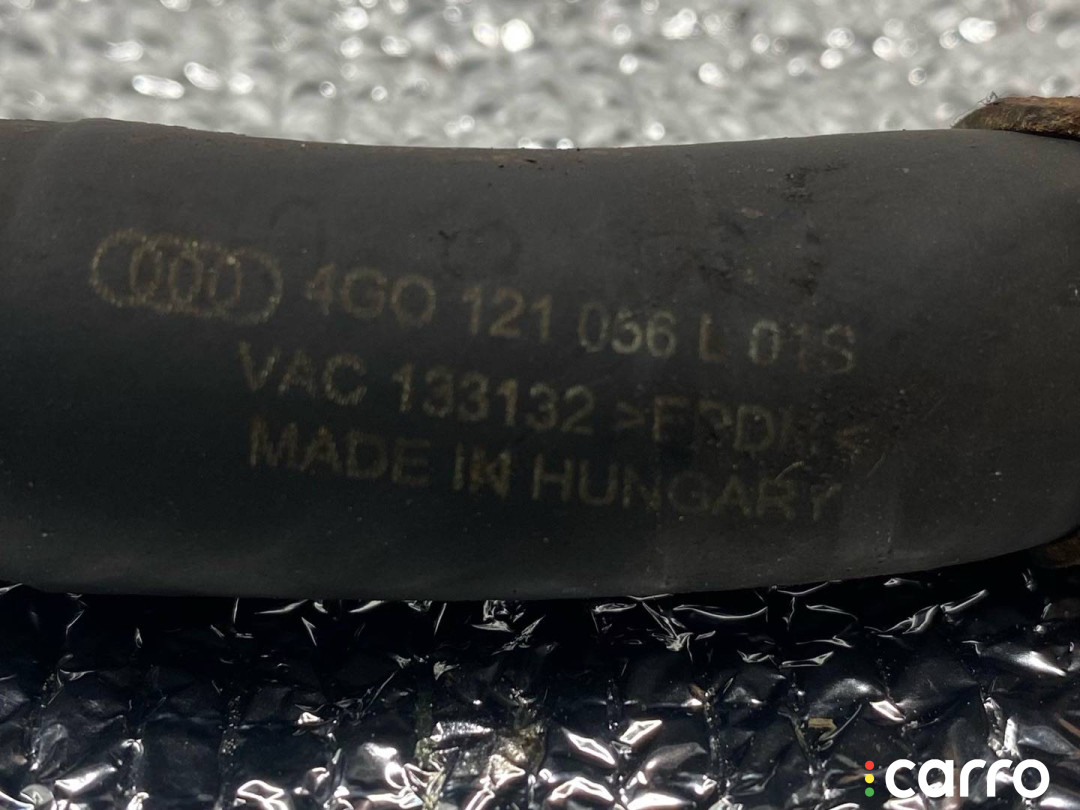 4G0 121 056 L 01S
VAC 133132 >EPDM<
MADE IN HUNGARY
carro